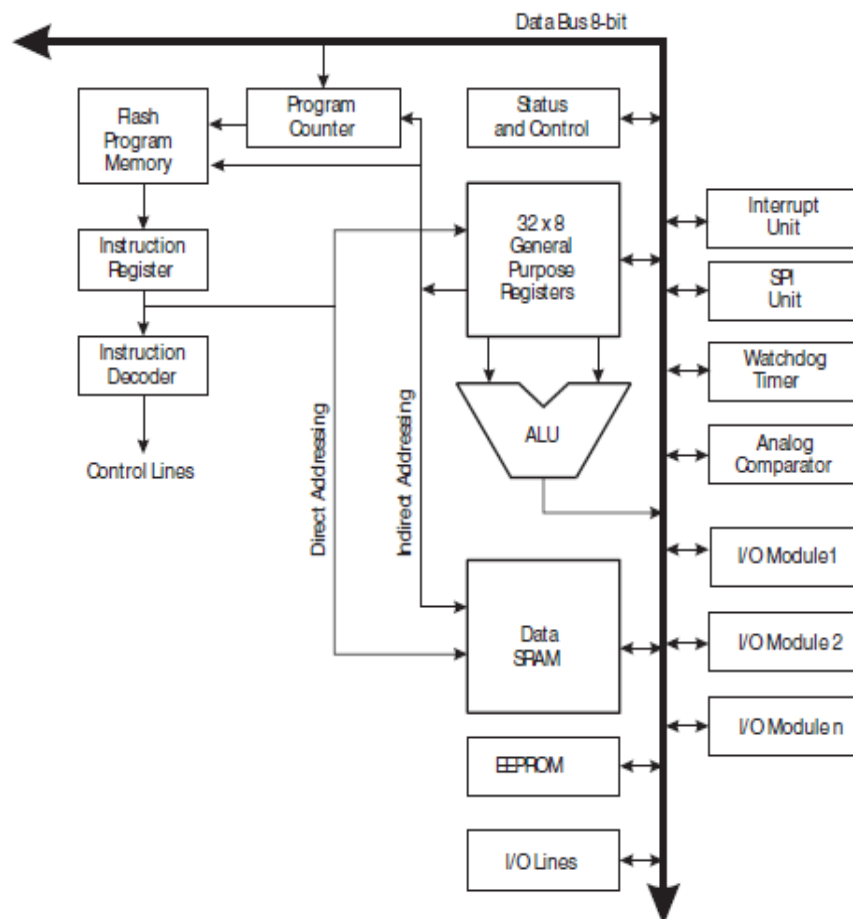 Data Bus 8-bit
Flash
Program
Memory
Program
Counter
Status
and Control
32 x 8
General
Purpose
Registers
Interrupt
Unit
Instruction
Register
SPI
Unit
Instruction
Decoder
Watchdog
Timer
ALU
Analog
Comparator
Control Lines
Direct Addressing
Indirect Addressing
I/O Module1
Data
SRAM
I/O Module 2
I/O Module n
EEPROM
I/O Lines